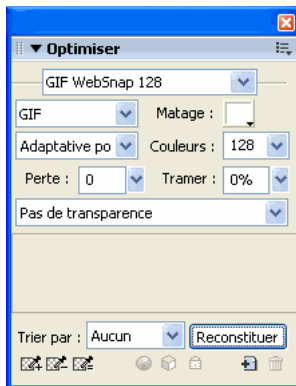 Optimiser
GIF WebSnap 128
GIF Matage :
Adaptative po Couleurs : 128
Perte : 0 Tramer : 0%
Pas de transparence
Trier par : Aucun Reconstituer